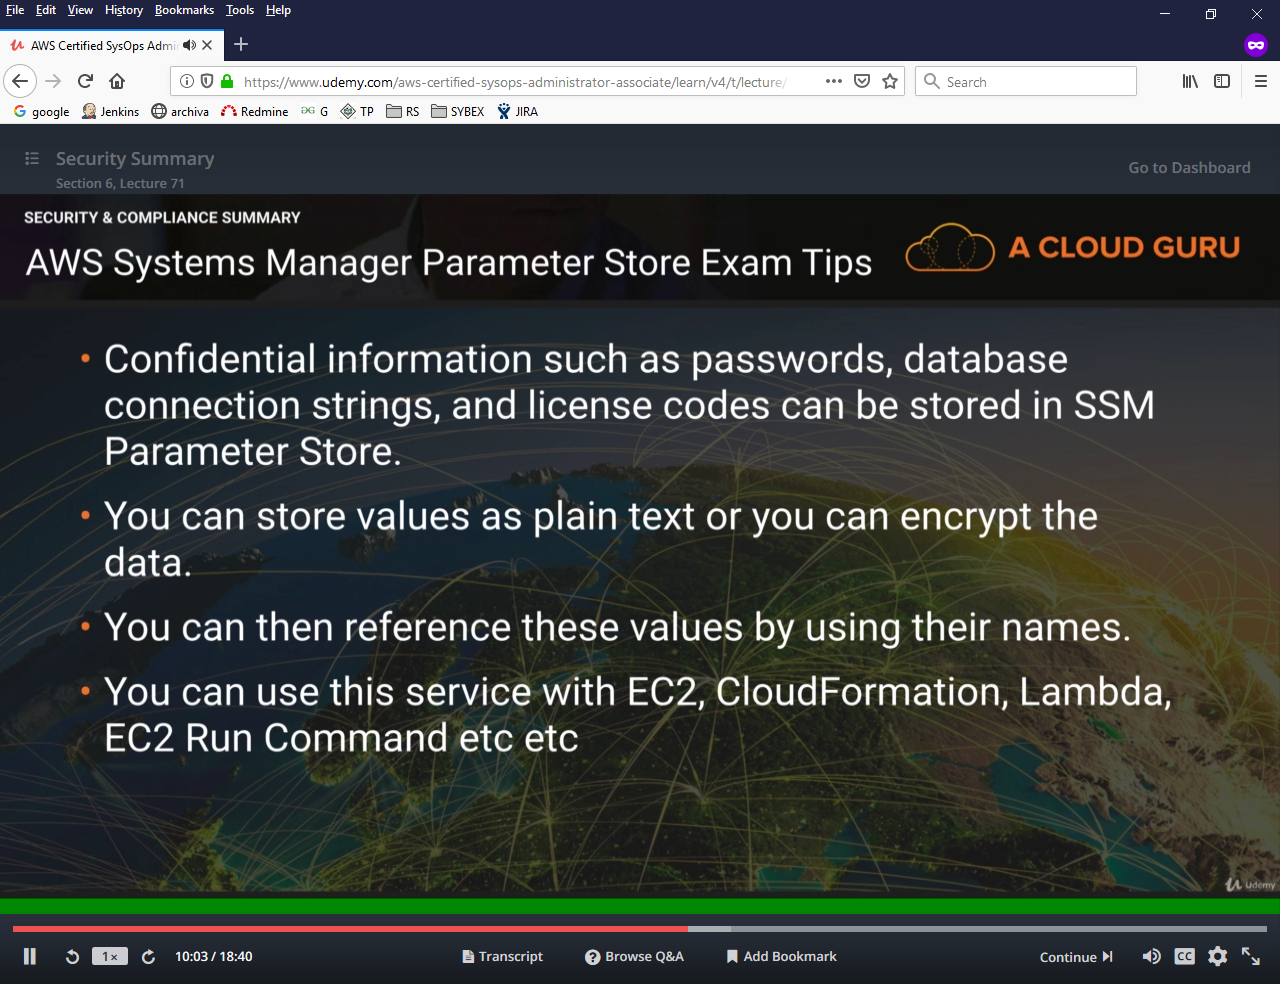 File Edit View History Bookmarks Tools Help
AWS Certified SysOps Admi
https://www.udemy.com/aws-certified-sysops-administrator-associate/learn/v4/t/lecture/
Search
google Jenkins archiva Redmine G TP RS SYBEX JIRA
Security Summary
Section 6, Lecture 71
Go to Dashboard
SECURITY & COMPLIANCE SUMMARY
AWS Systems Manager Parameter Store Exam Tips
A CLOUD GURU
• Confidential information such as passwords, database
connection strings, and license codes can be stored in SSM
Parameter Store.
• You can store values as plain text or you can encrypt the
data.
• You can then reference these values by using their names.
• You can use this service with EC2, CloudFormation, Lambda,
EC2 Run Command etc etc
Udemy
1× 10:03 / 18:40 Transcript Browse Q&A Add Bookmark Continue CC